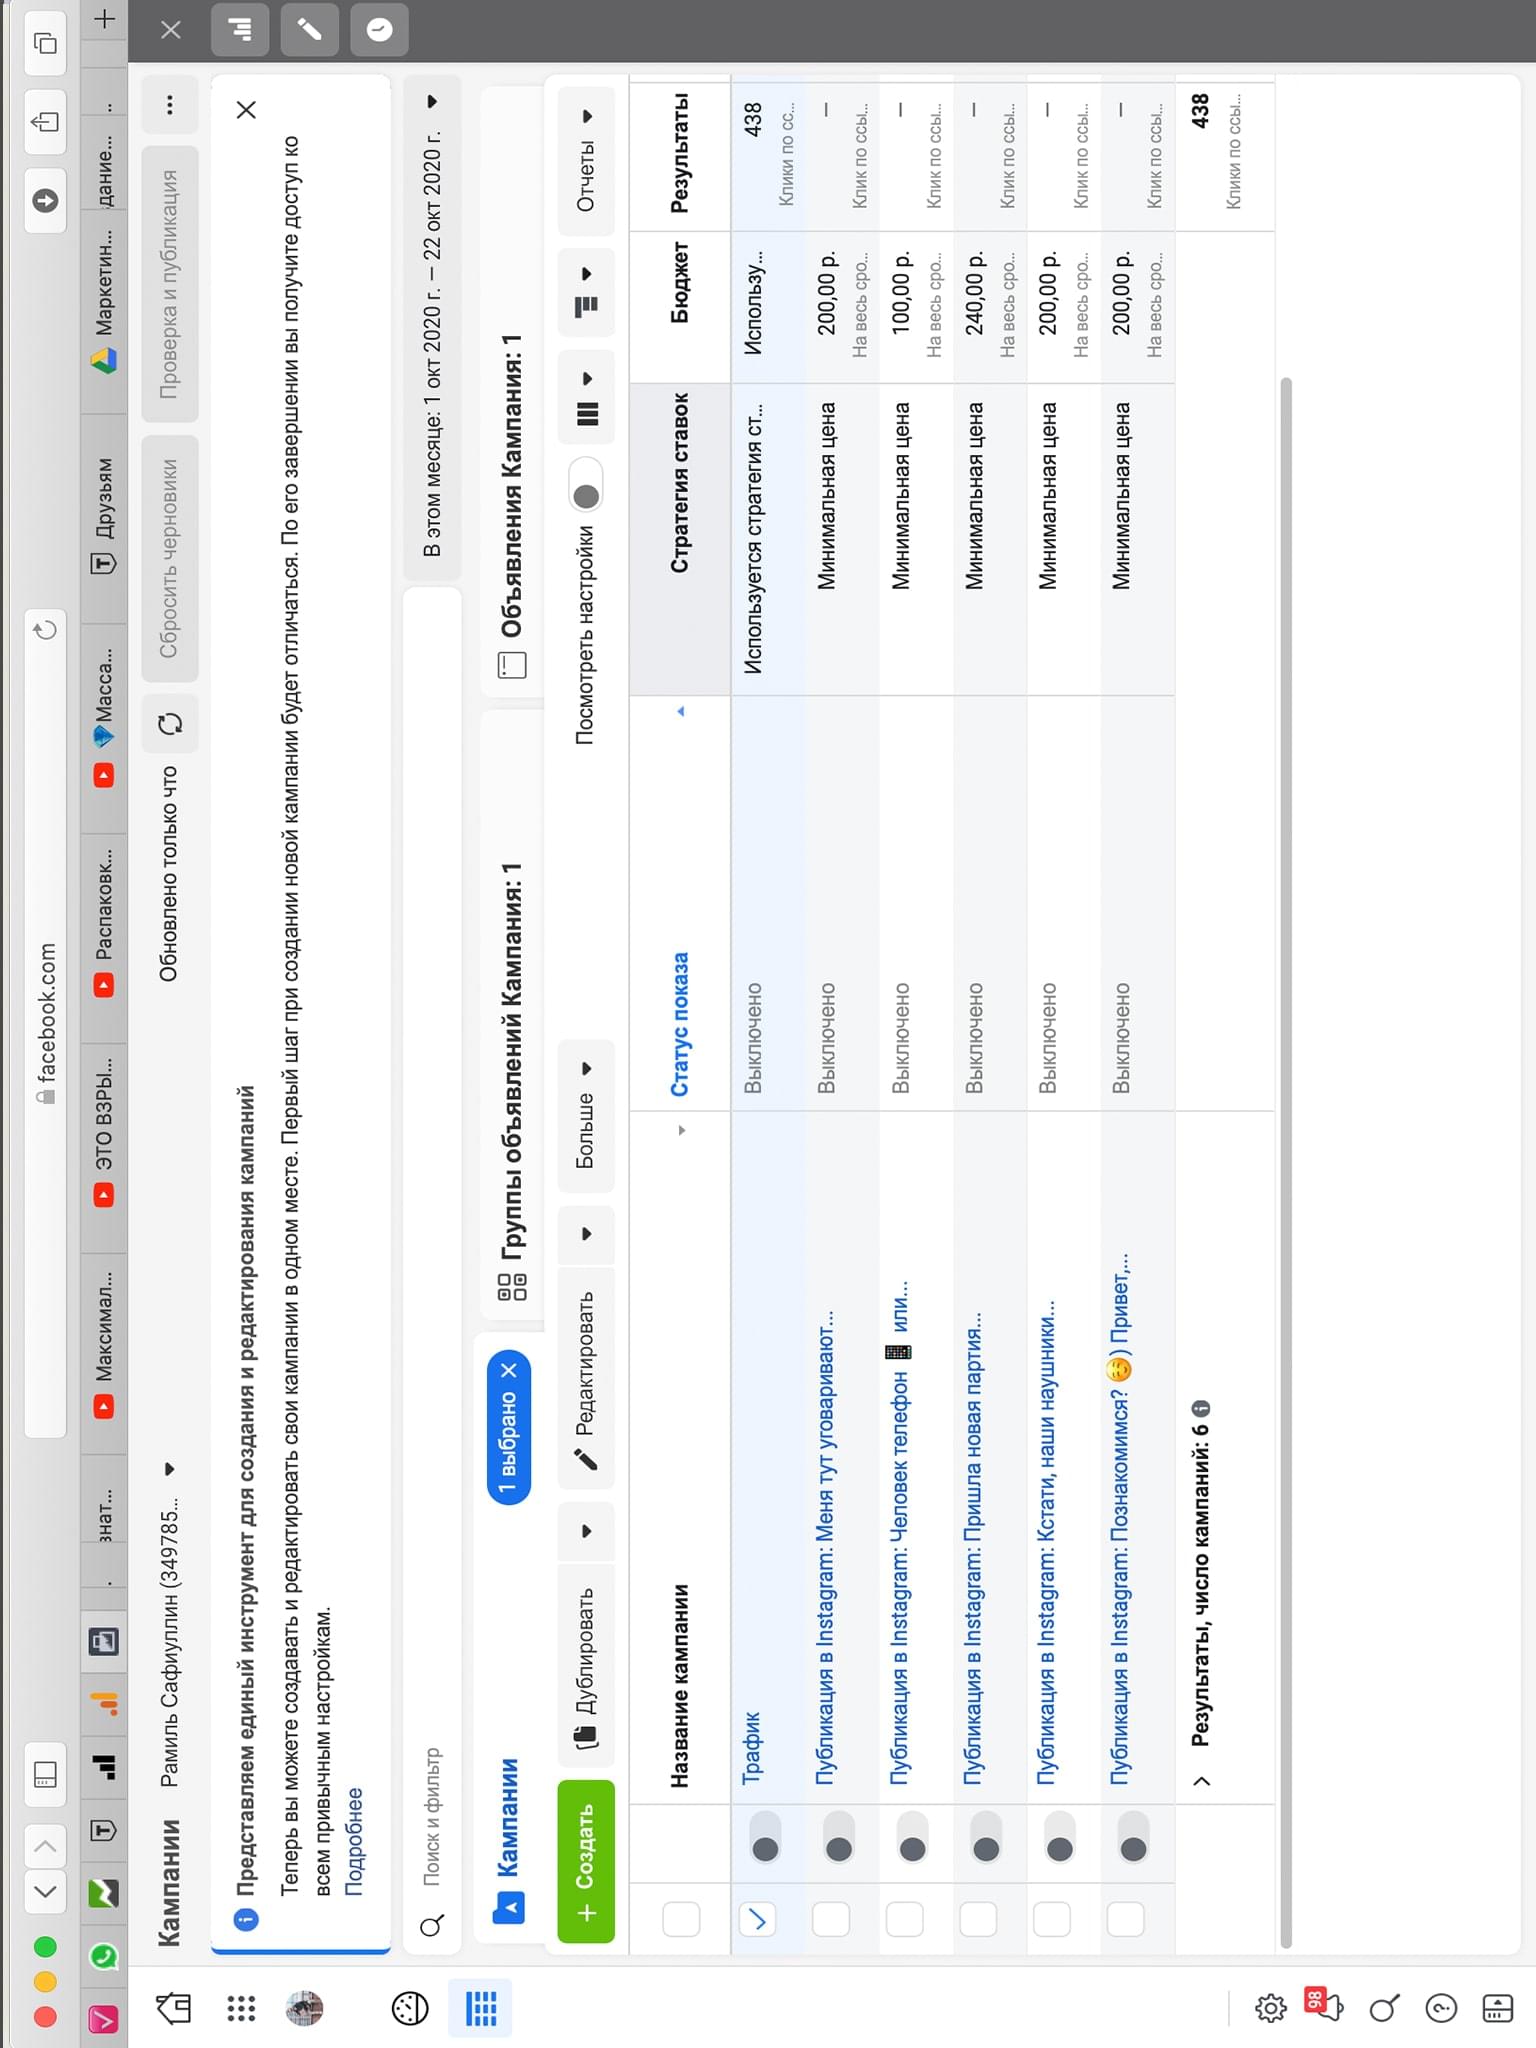 facebook.com
.
знат...
Максимал...
ЭТО ВЗРЫ...
Распаковк...
Масса...
Друзьям
Маркетин...
здание...
..
Кампании
Рамиль Сафиуллин (349785...
Обновлено только что
Сбросить черновики
Проверка и публикация
Представляем единый инструмент для создания и редактирования кампаний
Теперь вы можете создавать и редактировать свои кампании в одном месте. Первый шаг при создании новой кампании будет отличаться. По его завершении вы получите доступ ко
всем привычным настройкам.
Подробнее
Поиск и фильтр
В этом месяце: 1 окт 2020 г. – 22 окт 2020 г.
Кампании
1 выбрано
Группы объявлений Кампания: 1
Объявления Кампания: 1
+ Создать
Дублировать
Редактировать
Больше
Посмотреть настройки
Отчеты
Название кампании
Статус показа
Стратегия ставок
Бюджет
Результаты
Трафик
Выключено
Используется стратегия ст...
Использу...
438
Клики по сс...
Публикация в Instagram: Меня тут уговаривают...
Выключено
Минимальная цена
200,00 р.
На весь сро...
—
Клик по ссы...
Публикация в Instagram: Человек телефон 📱 или...
Выключено
Минимальная цена
100,00 р.
На весь сро...
—
Клик по ссы...
Публикация в Instagram: Пришла новая партия...
Выключено
Минимальная цена
240,00 р.
На весь сро...
—
Клик по ссы...
Публикация в Instagram: Кстати, наши наушники...
Выключено
Минимальная цена
200,00 р.
На весь сро...
—
Клик по ссы...
Публикация в Instagram: Познакомимся? ☺️) Привет,...
Выключено
Минимальная цена
200,00 р.
На весь сро...
—
Клик по ссы...
Результаты, число кампаний: 6
438
Клики по ссы...
98